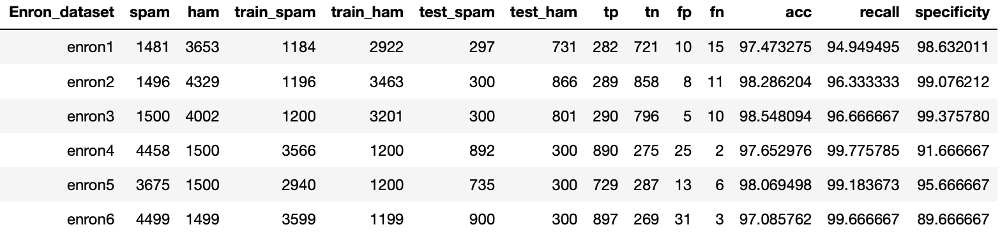 Enron_dataset spam ham train_spam train_ham test_spam test_ham tp tn fp fn acc recall specificity
enron1 1481 3653 1184 2922 297 731 282 721 10 15 97.473275 94.949495 98.632011
enron2 1496 4329 1196 3463 300 866 289 858 8 11 98.286204 96.333333 99.076212
enron3 1500 4002 1200 3201 300 801 290 796 5 10 98.548094 96.666667 99.375780
enron4 4458 1500 3566 1200 892 300 890 275 25 2 97.652976 99.775785 91.666667
enron5 3675 1500 2940 1200 735 300 729 287 13 6 98.069498 99.183673 95.666667
enron6 4499 1499 3599 1199 900 300 897 269 31 3 97.085762 99.666667 89.666667